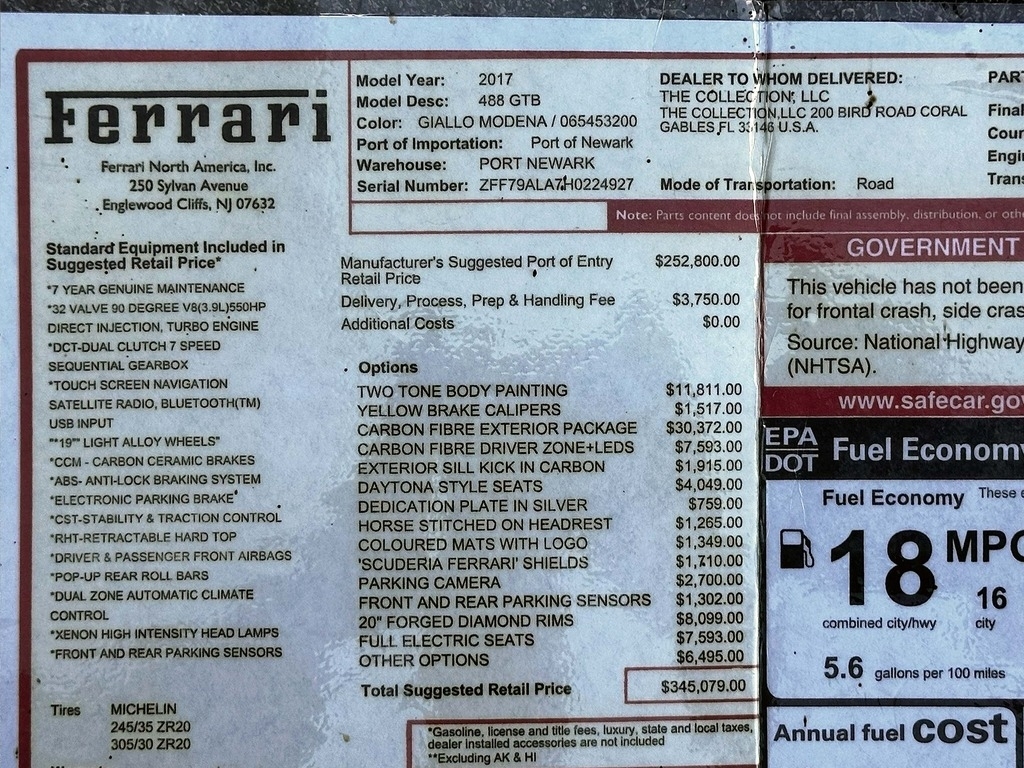 Ferrari
Ferrari North America, Inc.
250 Sylvan Avenue
Englewood Cliffs, NJ 07632
Model Year: 2017
Model Desc: 488 GTB
Color: GIALLO MODENA / 065453200
Port of Importation: Port of Newark
Warehouse: PORT NEWARK
Serial Number: ZFF79ALA7H0224927
DEALER TO WHOM DELIVERED:
THE COLLECTION, LLC
THE COLLECTION,LLC 200 BIRD ROAD CORAL
GABLES,FL 33146 U.S.A.
Mode of Transportation: Road
PAR
Final
Coun
Engi
Trans
Note: Parts content does not include final assembly, distribution, or othe
Standard Equipment Included in
Suggested Retail Price*
*7 YEAR GENUINE MAINTENANCE
*32 VALVE 90 DEGREE V8(3.9L)550HP
DIRECT INJECTION, TURBO ENGINE
*DCT-DUAL CLUTCH 7 SPEED
SEQUENTIAL GEARBOX
*TOUCH SCREEN NAVIGATION
SATELLITE RADIO, BLUETOOTH(TM)
USB INPUT
"*19"" LIGHT ALLOY WHEELS"
*CCM - CARBON CERAMIC BRAKES
*ABS- ANTI-LOCK BRAKING SYSTEM
*ELECTRONIC PARKING BRAKE
*CST-STABILITY & TRACTION CONTROL
*RHT-RETRACTABLE HARD TOP
*DRIVER & PASSENGER FRONT AIRBAGS
*POP-UP REAR ROLL BARS
*DUAL ZONE AUTOMATIC CLIMATE
CONTROL
*XENON HIGH INTENSITY HEAD LAMPS
*FRONT AND REAR PARKING SENSORS
Tires MICHELIN
245/35 ZR20
305/30 ZR20
Manufacturer's Suggested Port of Entry $252,800.00
Retail Price
Delivery, Process, Prep & Handling Fee $3,750.00
Additional Costs $0.00
Options
TWO TONE BODY PAINTING $11,811.00
YELLOW BRAKE CALIPERS $1,517.00
CARBON FIBRE EXTERIOR PACKAGE $30,372.00
CARBON FIBRE DRIVER ZONE+LEDS $7,593.00
EXTERIOR SILL KICK IN CARBON $1,915.00
DAYTONA STYLE SEATS $4,049.00
DEDICATION PLATE IN SILVER $759.00
HORSE STITCHED ON HEADREST $1,265.00
COLOURED MATS WITH LOGO $1,349.00
'SCUDERIA FERRARI' SHIELDS $1,710.00
PARKING CAMERA $2,700.00
FRONT AND REAR PARKING SENSORS $1,302.00
20" FORGED DIAMOND RIMS $8,099.00
FULL ELECTRIC SEATS $7,593.00
OTHER OPTIONS $6,495.00
Total Suggested Retail Price $345,079.00
*Gasoline, license and title fees, luxury, state and local taxes,
dealer installed accessories are not included
**Excluding AK & HI
GOVERNMENT
This vehicle has not been
for frontal crash, side cras
Source: National Highway
(NHTSA).
www.safecar.gov
EPA
DOT Fuel Economy
Fuel Economy These e
18 MPG
16
combined city/hwy city
5.6 gallons per 100 miles
Annual fuel cost